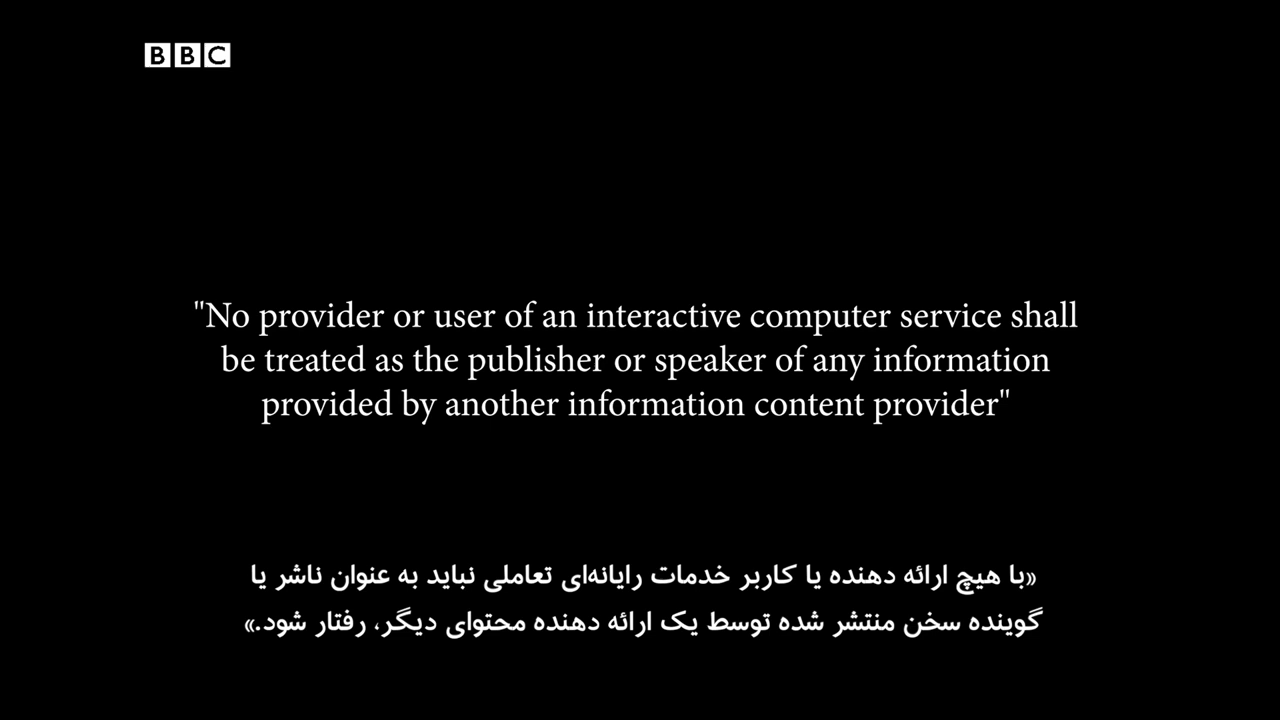 BBC
"No provider or user of an interactive computer service shall
be treated as the publisher or speaker of any information
provided by another information content provider"
«با هیچ ارائه دهنده یا کاربر خدمات رایانه‌ای تعاملی نباید به عنوان ناشر یا
گوینده سخن منتشر شده توسط یک ارائه دهنده محتوای دیگر، رفتار شود.»